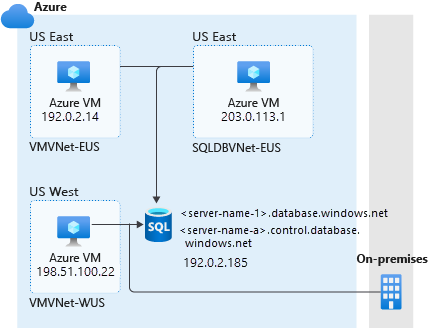 Azure
US East
Azure VM
192.0.2.14
VMVNet-EUS
US East
Azure VM
203.0.113.1
SQLDBVNet-EUS
US West
Azure VM
198.51.100.22
VMVNet-WUS
SQL
<server-name-1>.database.windows.net
<server-name-a>.control.database.
windows.net
192.0.2.185
On-premises